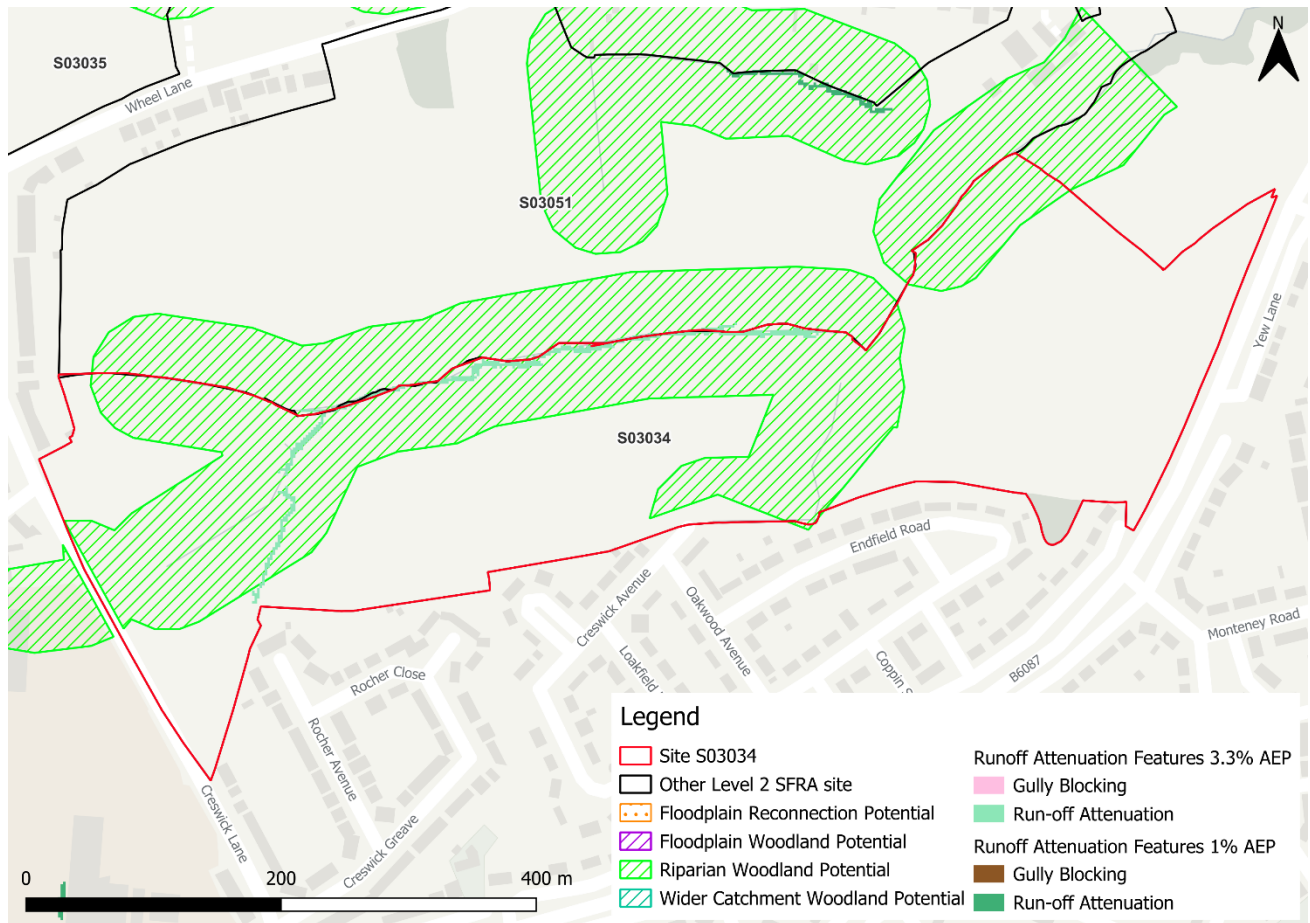 N
S03035
Wheel Lane
S03051
Yew Lane
S03034
Endfield Road
Creswick Avenue
Oakwood Avenue
Monteney Road
Loakfield
Coppin S
B6087
Rocher Close
Rocher Avenue
Creswick Lane
Creswick Greave
0 200 400 m
Legend
Site S03034
Other Level 2 SFRA site
Floodplain Reconnection Potential
Floodplain Woodland Potential
Riparian Woodland Potential
Wider Catchment Woodland Potential
Runoff Attenuation Features 3.3% AEP
Gully Blocking
Run-off Attenuation
Runoff Attenuation Features 1% AEP
Gully Blocking
Run-off Attenuation